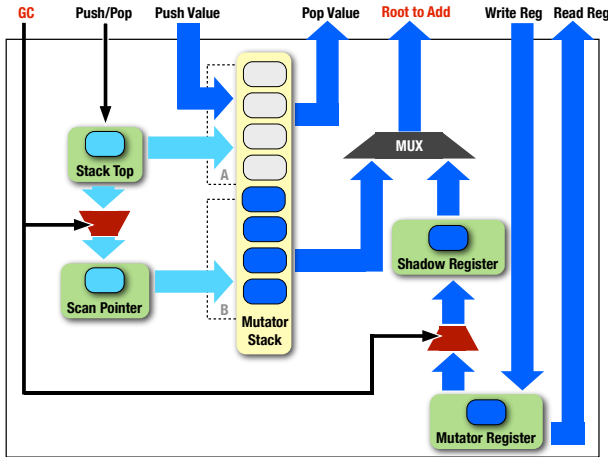 GC
Push/Pop
Push Value
Pop Value
Root to Add
Write Reg
Read Reg
MUX
Stack Top
A
Shadow Register
Scan Pointer
B
Mutator
Stack
Mutator Register